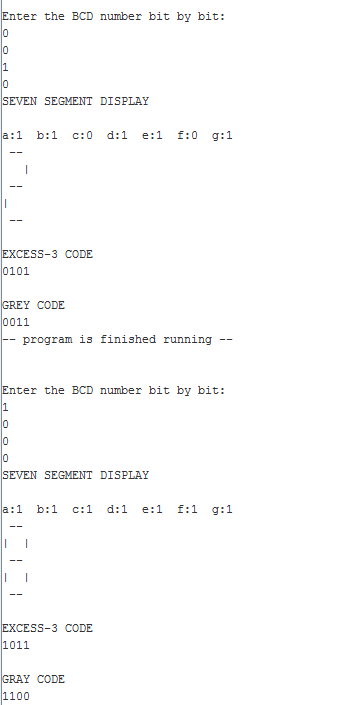 Enter the BCD number bit by bit:
0
0
1
0
SEVEN SEGMENT DISPLAY
a:1  b:1  c:0  d:1  e:1  f:0  g:1
 --
   |
 --
|
 --
EXCESS-3 CODE
0101
GREY CODE
0011
-- program is finished running --
Enter the BCD number bit by bit:
1
0
0
0
SEVEN SEGMENT DISPLAY
a:1  b:1  c:1  d:1  e:1  f:1  g:1
 --
|  |
 --
|  |
 --
EXCESS-3 CODE
1011
GRAY CODE
1100